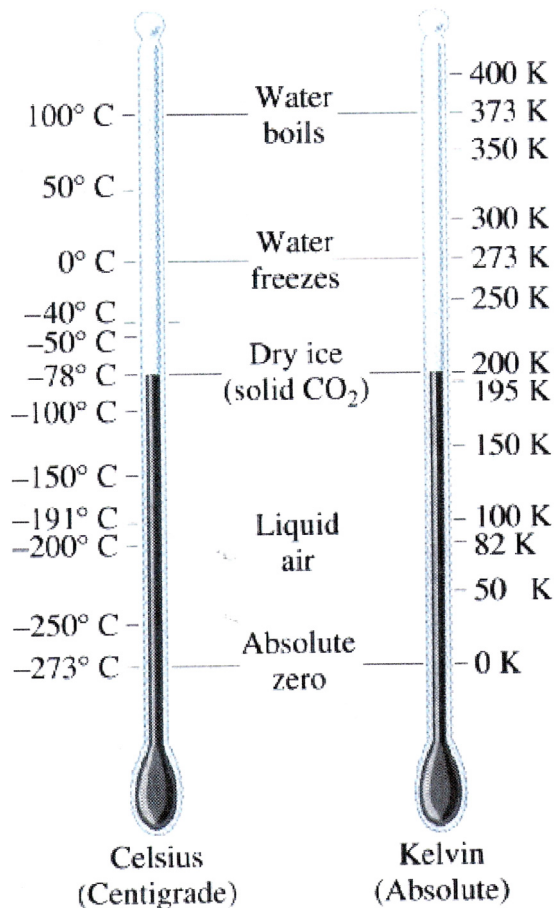 100° C
50° C
0° C
–40° C
–50° C
–78° C
–100° C
–150° C
–191° C
–200° C
–250° C
–273° C
Water
boils
Water
freezes
Dry ice
(solid CO₂)
Liquid
air
Absolute
zero
400 K
373 K
350 K
300 K
273 K
250 K
200 K
195 K
150 K
100 K
82 K
50 K
0 K
Celsius
(Centigrade)
Kelvin
(Absolute)